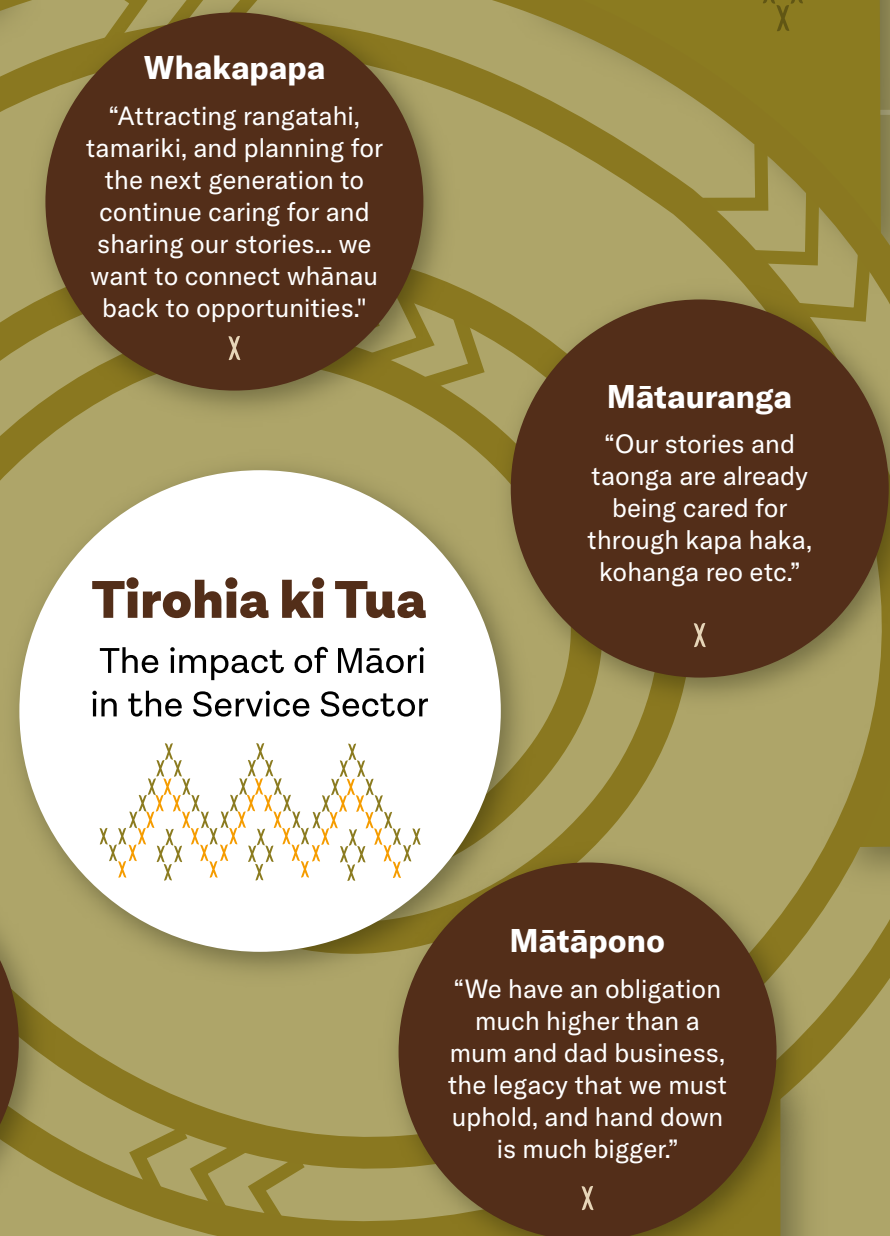 Whakapapa
“Attracting rangatahi,
tamariki, and planning for
the next generation to
continue caring for and
sharing our stories... we
want to connect whānau
back to opportunities."
Mātauranga
“Our stories and
taonga are already
being cared for
through kapa haka,
kohanga reo etc.”
Tirohia ki Tua
The impact of Māori
in the Service Sector
Mātāpono
“We have an obligation
much higher than a
mum and dad business,
the legacy that we must
uphold, and hand down
is much bigger.”